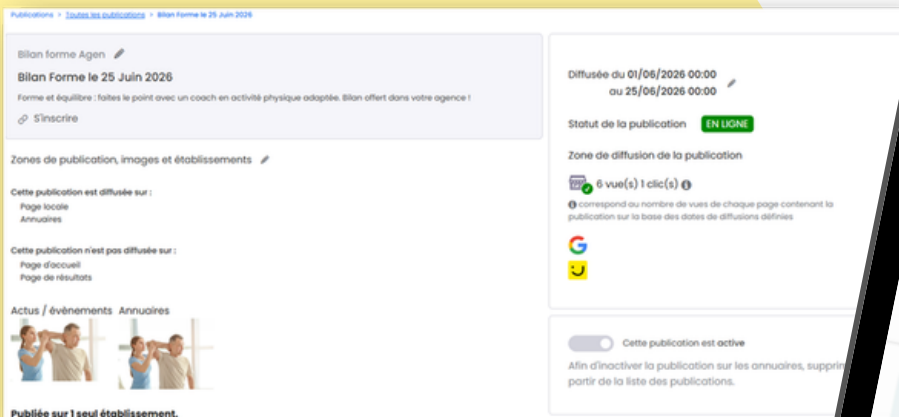 Publications > Toutes les publications > Bilan Forme le 25 Juin 2026
Bilan forme Agen
Bilan Forme le 25 Juin 2026
Forme et équilibre : faites le point avec un coach en activité physique adaptée. Bilan offert dans votre agence !
S'inscrire
Zones de publication, images et établissements
Cette publication est diffusée sur :
Page locale
Annuaires
Cette publication n'est pas diffusée sur :
Page d'accueil
Page de résultats
Actus / évènements Annuaires
Publiée sur 1 seul établissement.
Diffusée du 01/06/2026 00:00
au 25/06/2026 00:00
Statut de la publication EN LIGNE
Zone de diffusion de la publication
6 vue(s) 1 clic(s)
correspond au nombre de vues de chaque page contenant la
publication sur la base des dates de diffusions définies
Cette publication est active
Afin d'inactiver la publication sur les annuaires, supprin
partir de la liste des publications.